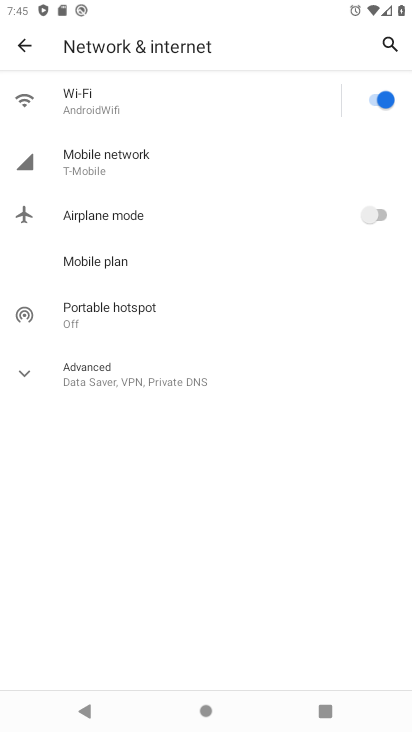 7:45
Network & internet
Wi-Fi
AndroidWifi
Mobile network
T-Mobile
Airplane mode
Mobile plan
Portable hotspot
Off
Advanced
Data Saver, VPN, Private DNS